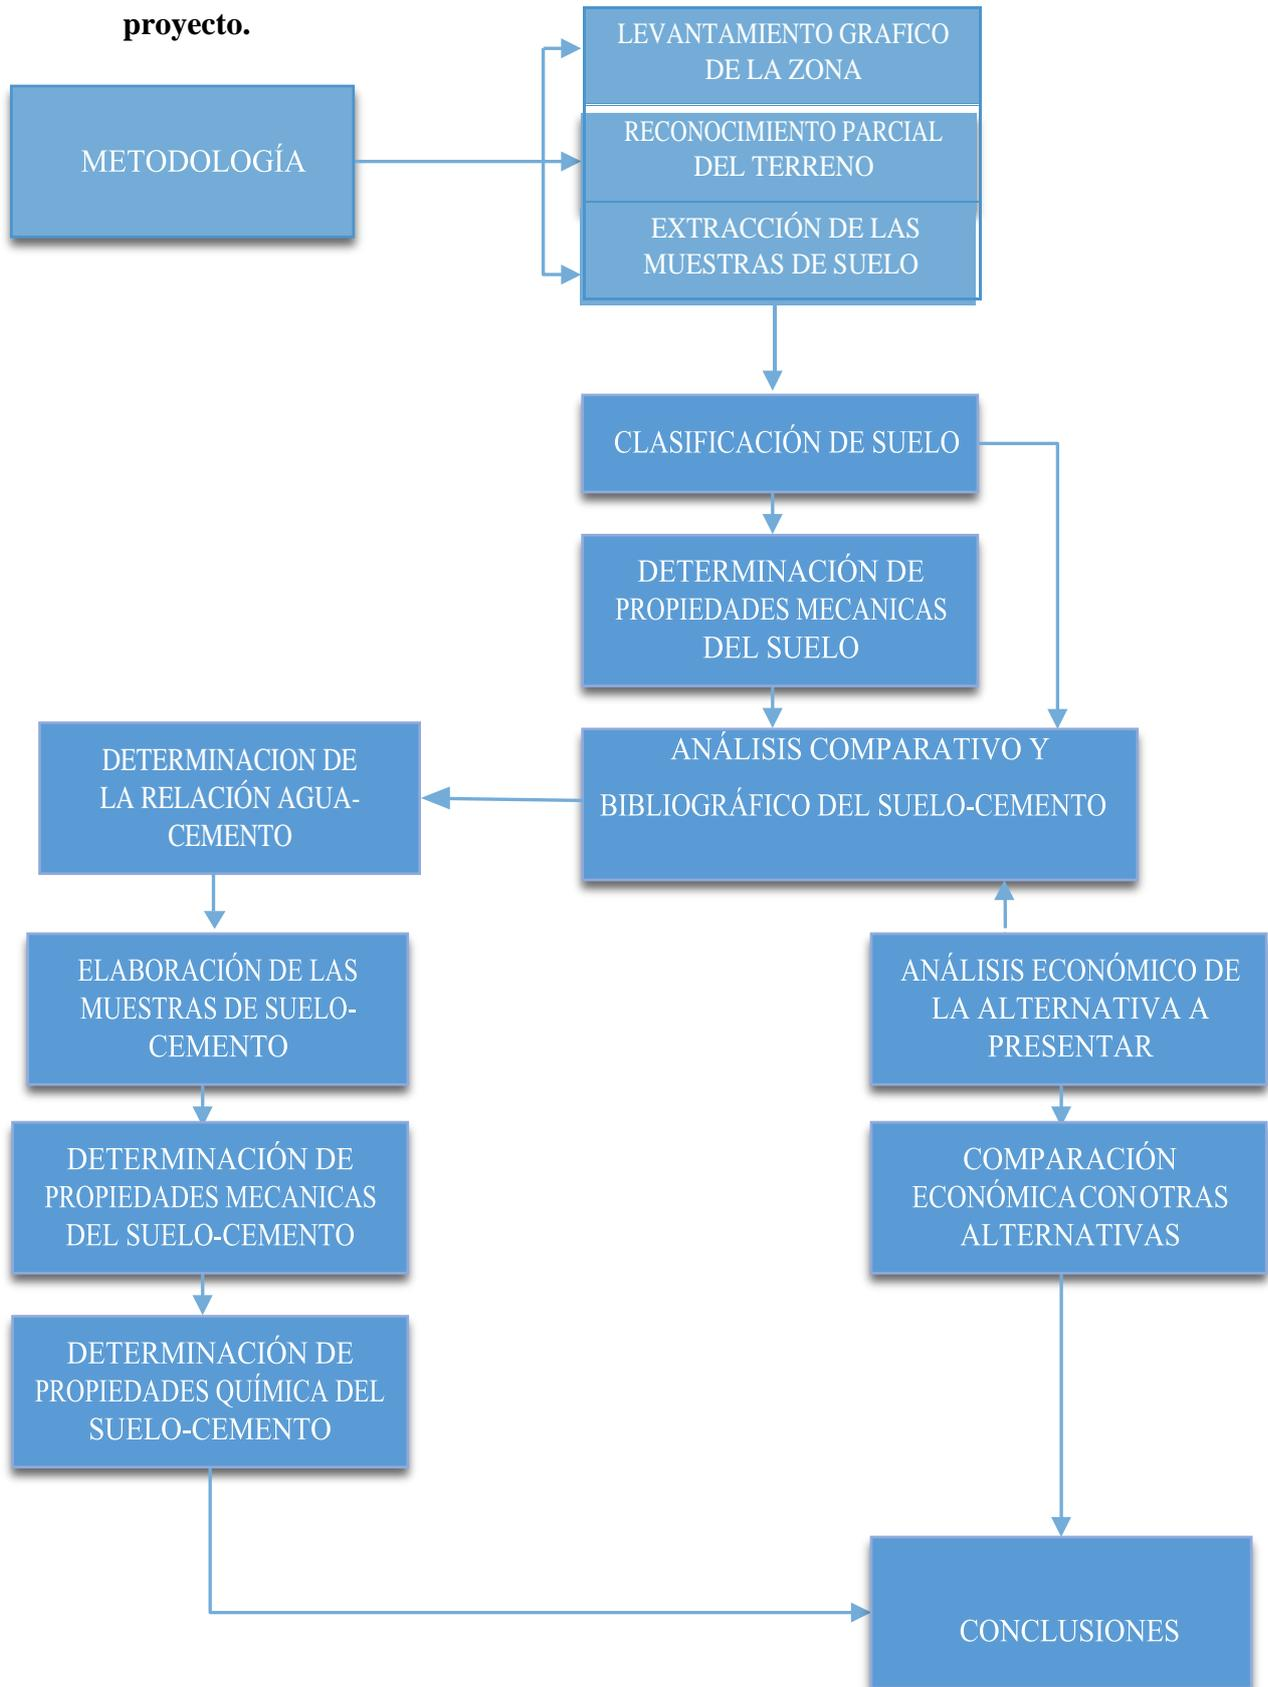 proyecto.
METODOLOGÍA
LEVANTAMIENTO GRAFICO
DE LA ZONA
RECONOCIMIENTO PARCIAL
DEL TERRENO
EXTRACCIÓN DE LAS
MUESTRAS DE SUELO
CLASIFICACIÓN DE SUELO
DETERMINACIÓN DE
PROPIEDADES MECANICAS
DEL SUELO
ANÁLISIS COMPARATIVO Y
BIBLIOGRÁFICO DEL SUELO-CEMENTO
DETERMINACION DE
LA RELACIÓN AGUA-
CEMENTO
ELABORACIÓN DE LAS
MUESTRAS DE SUELO-
CEMENTO
DETERMINACIÓN DE
PROPIEDADES MECANICAS
DEL SUELO-CEMENTO
DETERMINACIÓN DE
PROPIEDADES QUÍMICA DEL
SUELO-CEMENTO
ANÁLISIS ECONÓMICO DE
LA ALTERNATIVA A
PRESENTAR
COMPARACIÓN
ECONÓMICA CON OTRAS
ALTERNATIVAS
CONCLUSIONES